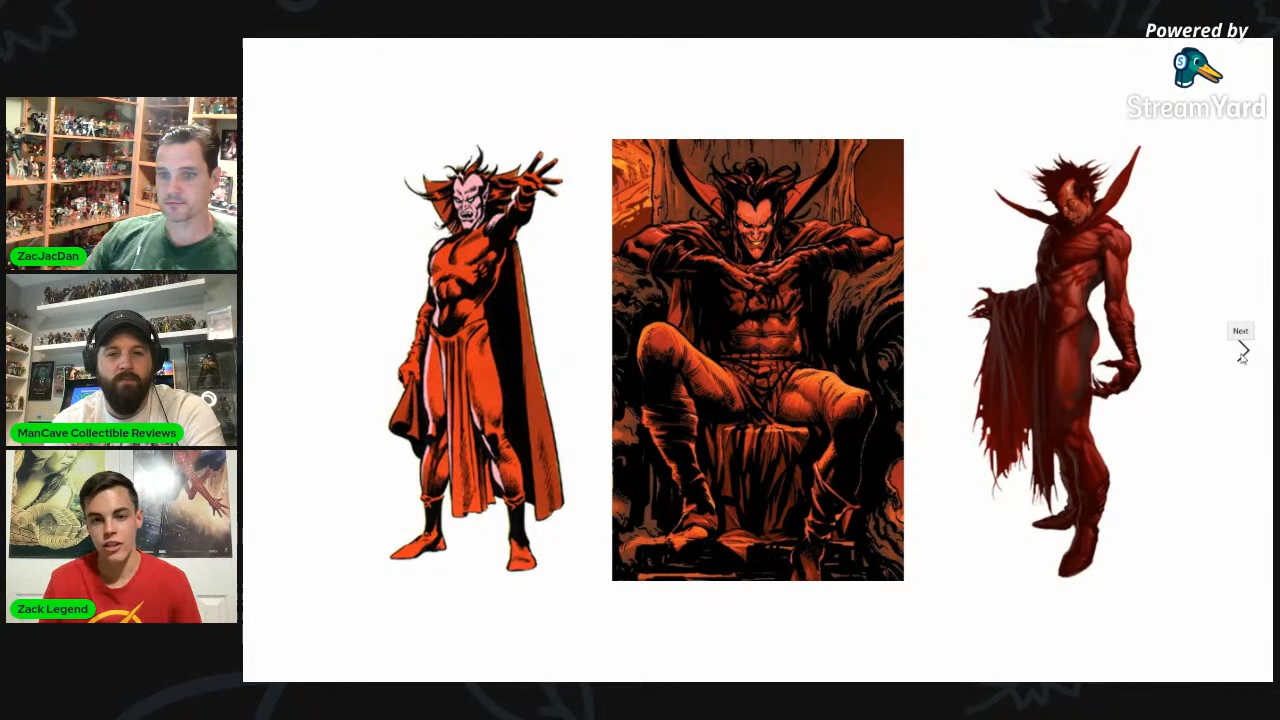 Powered by
StreamYard
ZacJacDan
ManCave Collectible Reviews
Zack Legend
Next